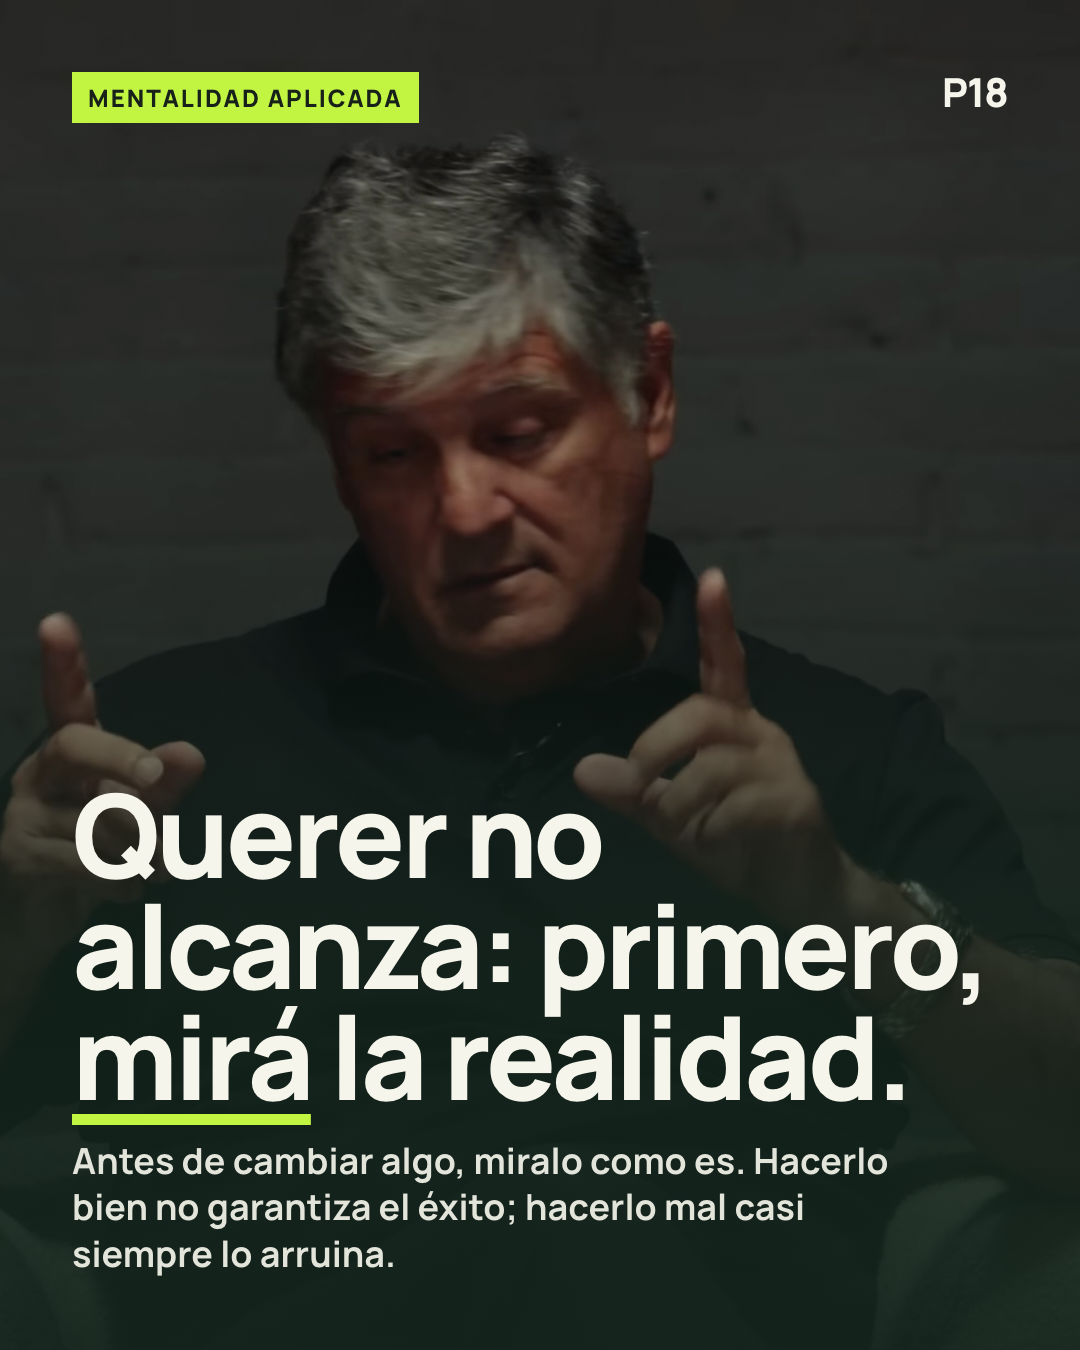 MENTALIDAD APLICADA
P18
Querer no
alcanza: primero,
mirá la realidad.
Antes de cambiar algo, miralo como es. Hacerlo
bien no garantiza el éxito; hacerlo mal casi
siempre lo arruina.